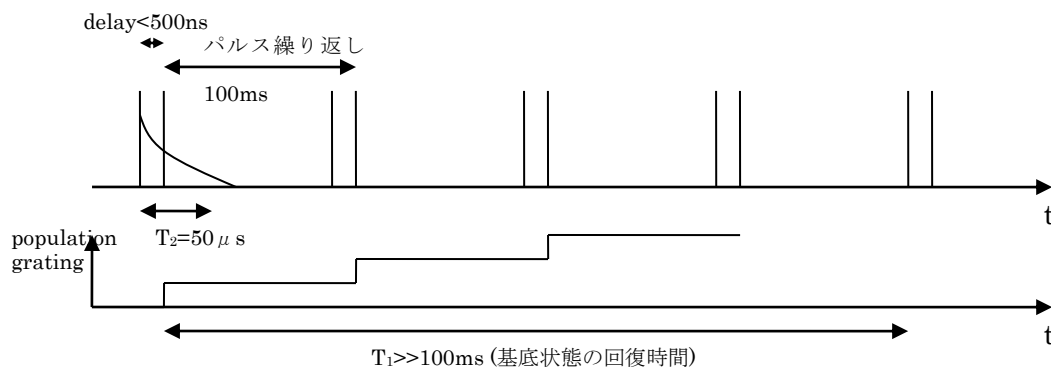 delay<500ns
パルス繰り返し
100ms
t
T₂=50μs
population
grating
t
T₁>>100ms (基底状態の回復時間)